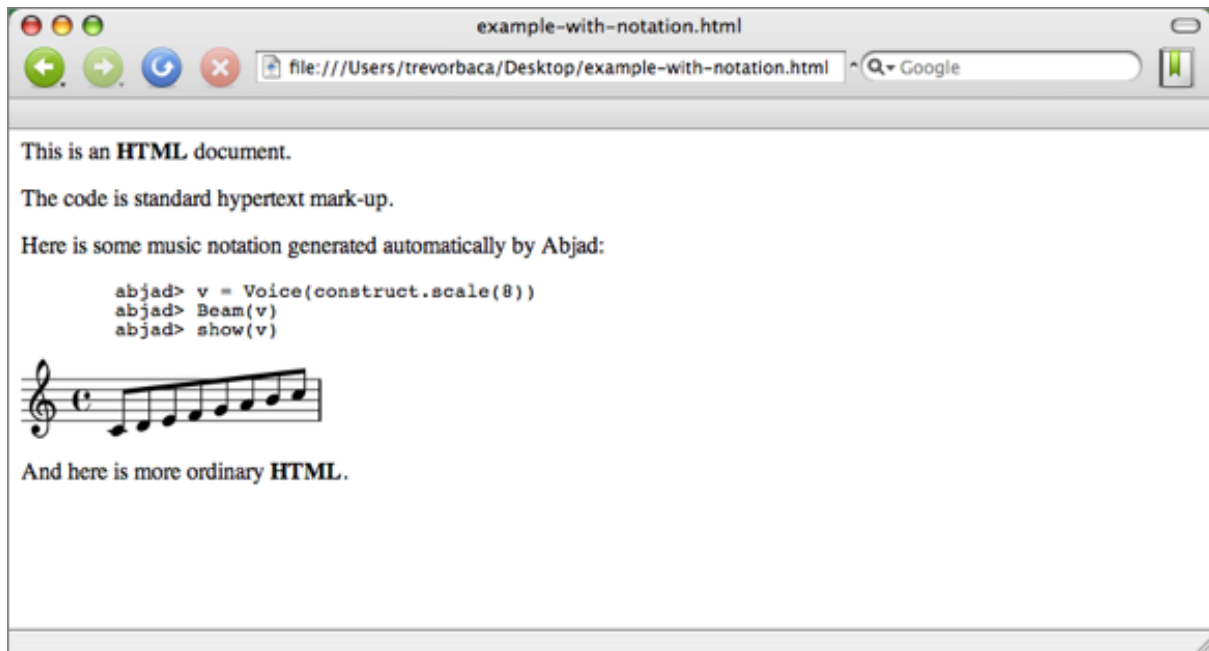 example-with-notation.html
file:///Users/trevorbaca/Desktop/example-with-notation.html
Google
This is an HTML document.
The code is standard hypertext mark-up.
Here is some music notation generated automatically by Abjad:
abjad> v = Voice(construct.scale(8))
abjad> Beam(v)
abjad> show(v)
And here is more ordinary HTML.